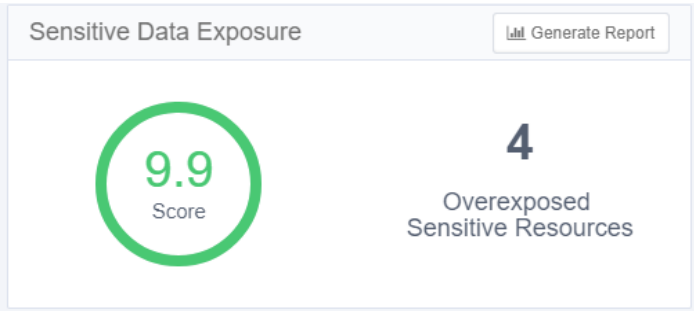 Sensitive Data Exposure
Generate Report
9.9
Score
4
Overexposed
Sensitive Resources